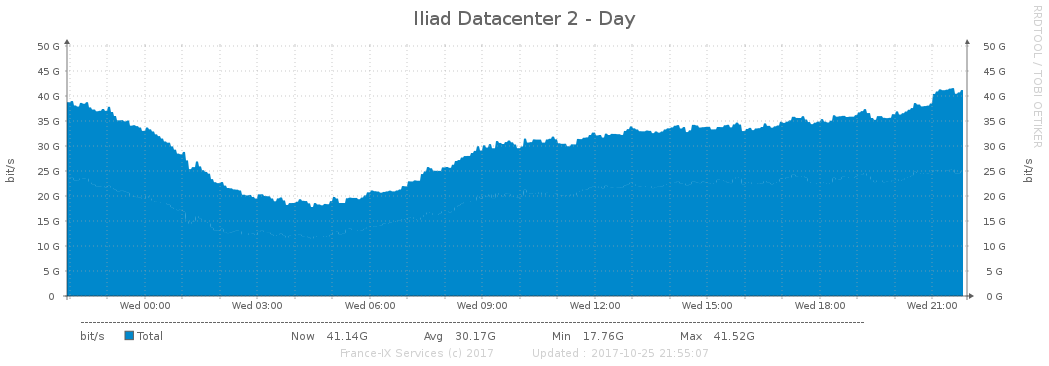 Iliad Datacenter 2 - Day
RRDTOOL / TOBI OETIKER
bit/s
50 G
45 G
40 G
35 G
30 G
25 G
20 G
15 G
10 G
5 G
0
50 G
45 G
40 G
35 G
30 G
25 G
20 G
15 G
10 G
5 G
0 G
bit/s
Wed 00:00 Wed 03:00 Wed 06:00 Wed 09:00 Wed 12:00 Wed 15:00 Wed 18:00 Wed 21:00
bit/s Total Now 41.14G Avg 30.17G Min 17.76G Max 41.52G
France-IX Services (c) 2017 Updated : 2017-10-25 21:55:07